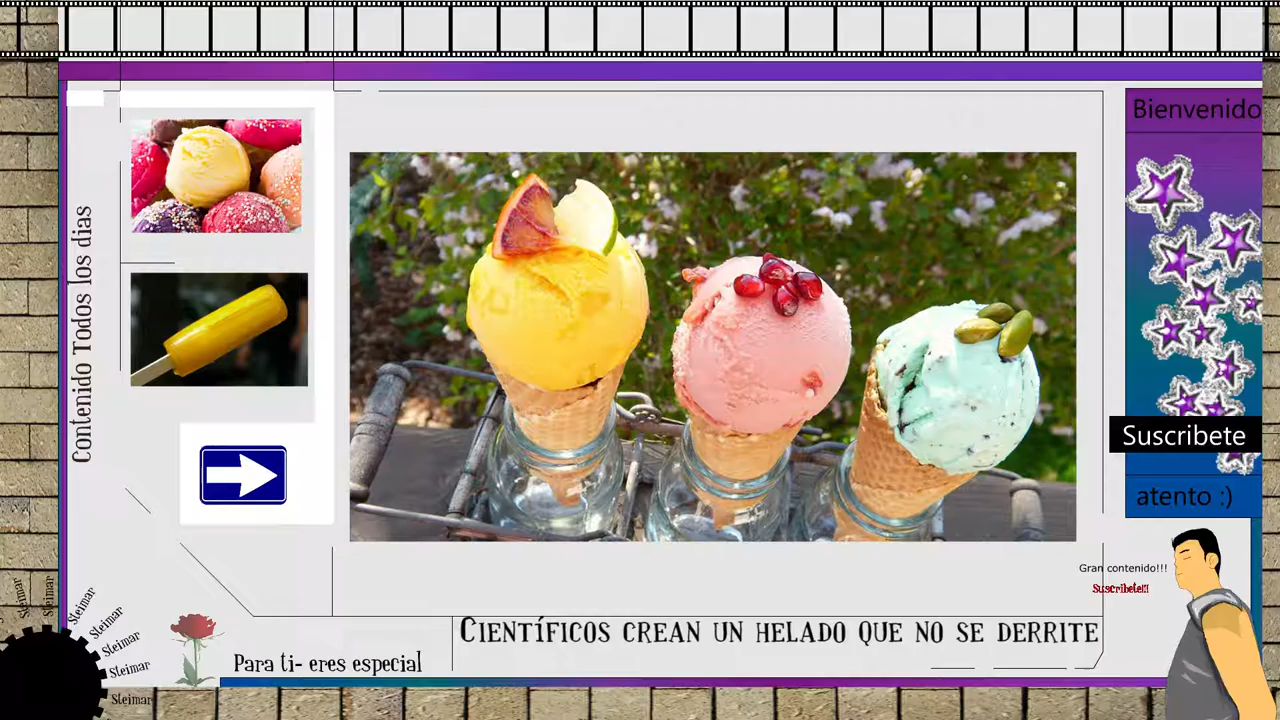 Bienvenido
Contenido Todos los dias
Suscribete
atento :)
Gran contenido!!!
Suscribete!!!
Científicos crean un helado que no se derrite
Para ti- eres especial
Steimar
Steimar
Steimar
Steimar
Steimar
Steimar
Steimar